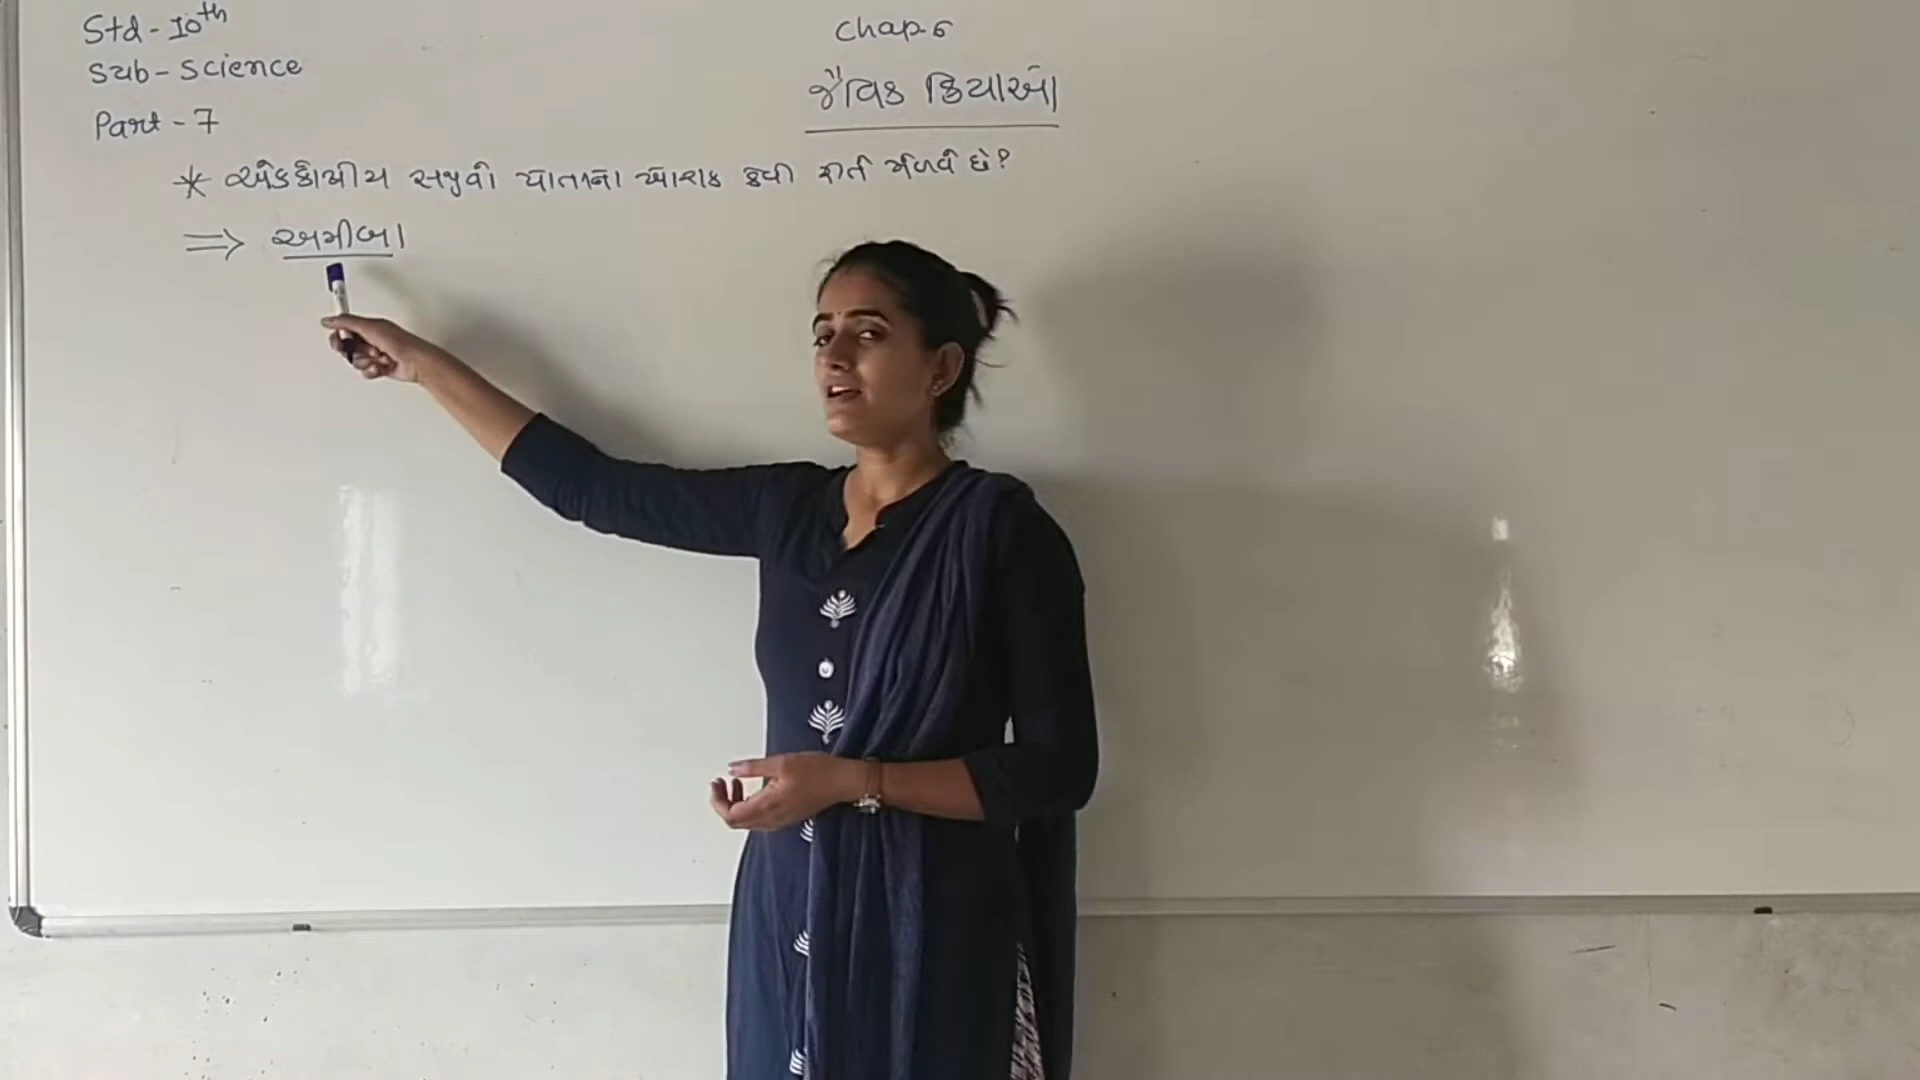 Std - 10th
Sub - Science
Part - 7
Chap 6
જૈવિક ક્રિયાઓ
* એકકોષીય સજીવો પોતાનો ખોરાક કેવી રીતે મેળવે છે?
⇒ અમીબા